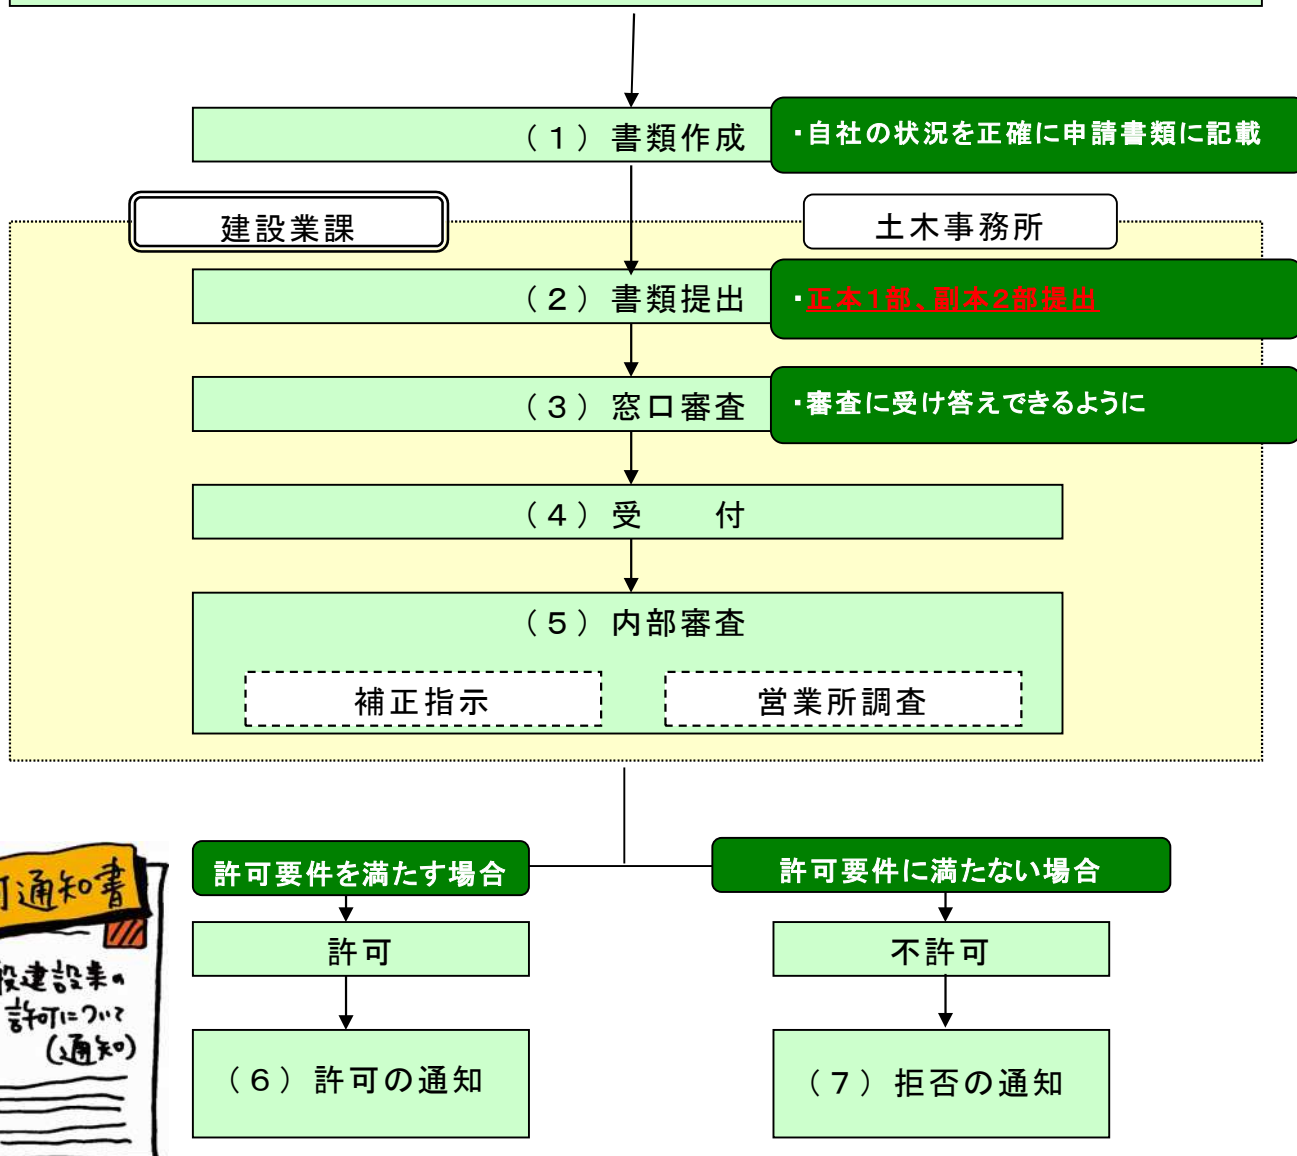 （１）書類作成
・自社の状況を正確に申請書類に記載
建設業課
土木事務所
（２）書類提出
・正本１部、副本２部提出
（３）窓口審査
・審査に受け答えできるように
（４）受　　付
（５）内部審査
補正指示
営業所調査
許可要件を満たす場合
許可要件に満たない場合
許可
不許可
（６）許可の通知
（７）拒否の通知
可通知書
般建設業の
許可について
(通知)